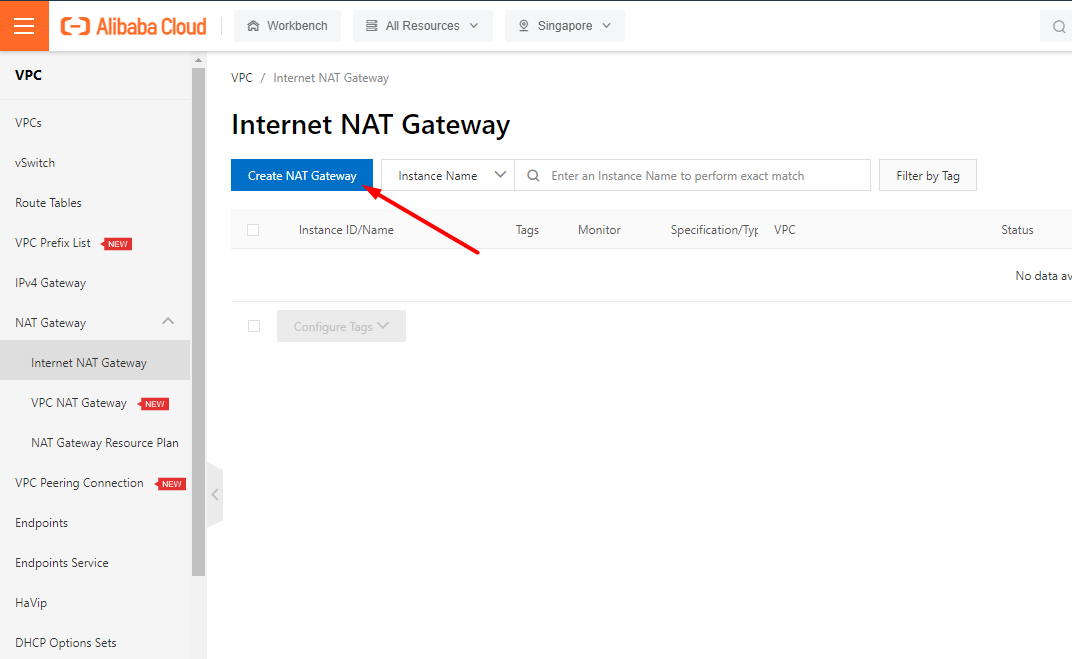 Alibaba Cloud
Workbench
All Resources
Singapore
VPC
VPCs
vSwitch
Route Tables
VPC Prefix List NEW
IPv4 Gateway
NAT Gateway
Internet NAT Gateway
VPC NAT Gateway NEW
NAT Gateway Resource Plan
VPC Peering Connection NEW
Endpoints
Endpoints Service
HaVip
DHCP Options Sets
VPC / Internet NAT Gateway
Internet NAT Gateway
Create NAT Gateway Instance Name Enter an Instance Name to perform exact match Filter by Tag
Instance ID/Name Tags Monitor Specification/Typ VPC Status
No data av
Configure Tags